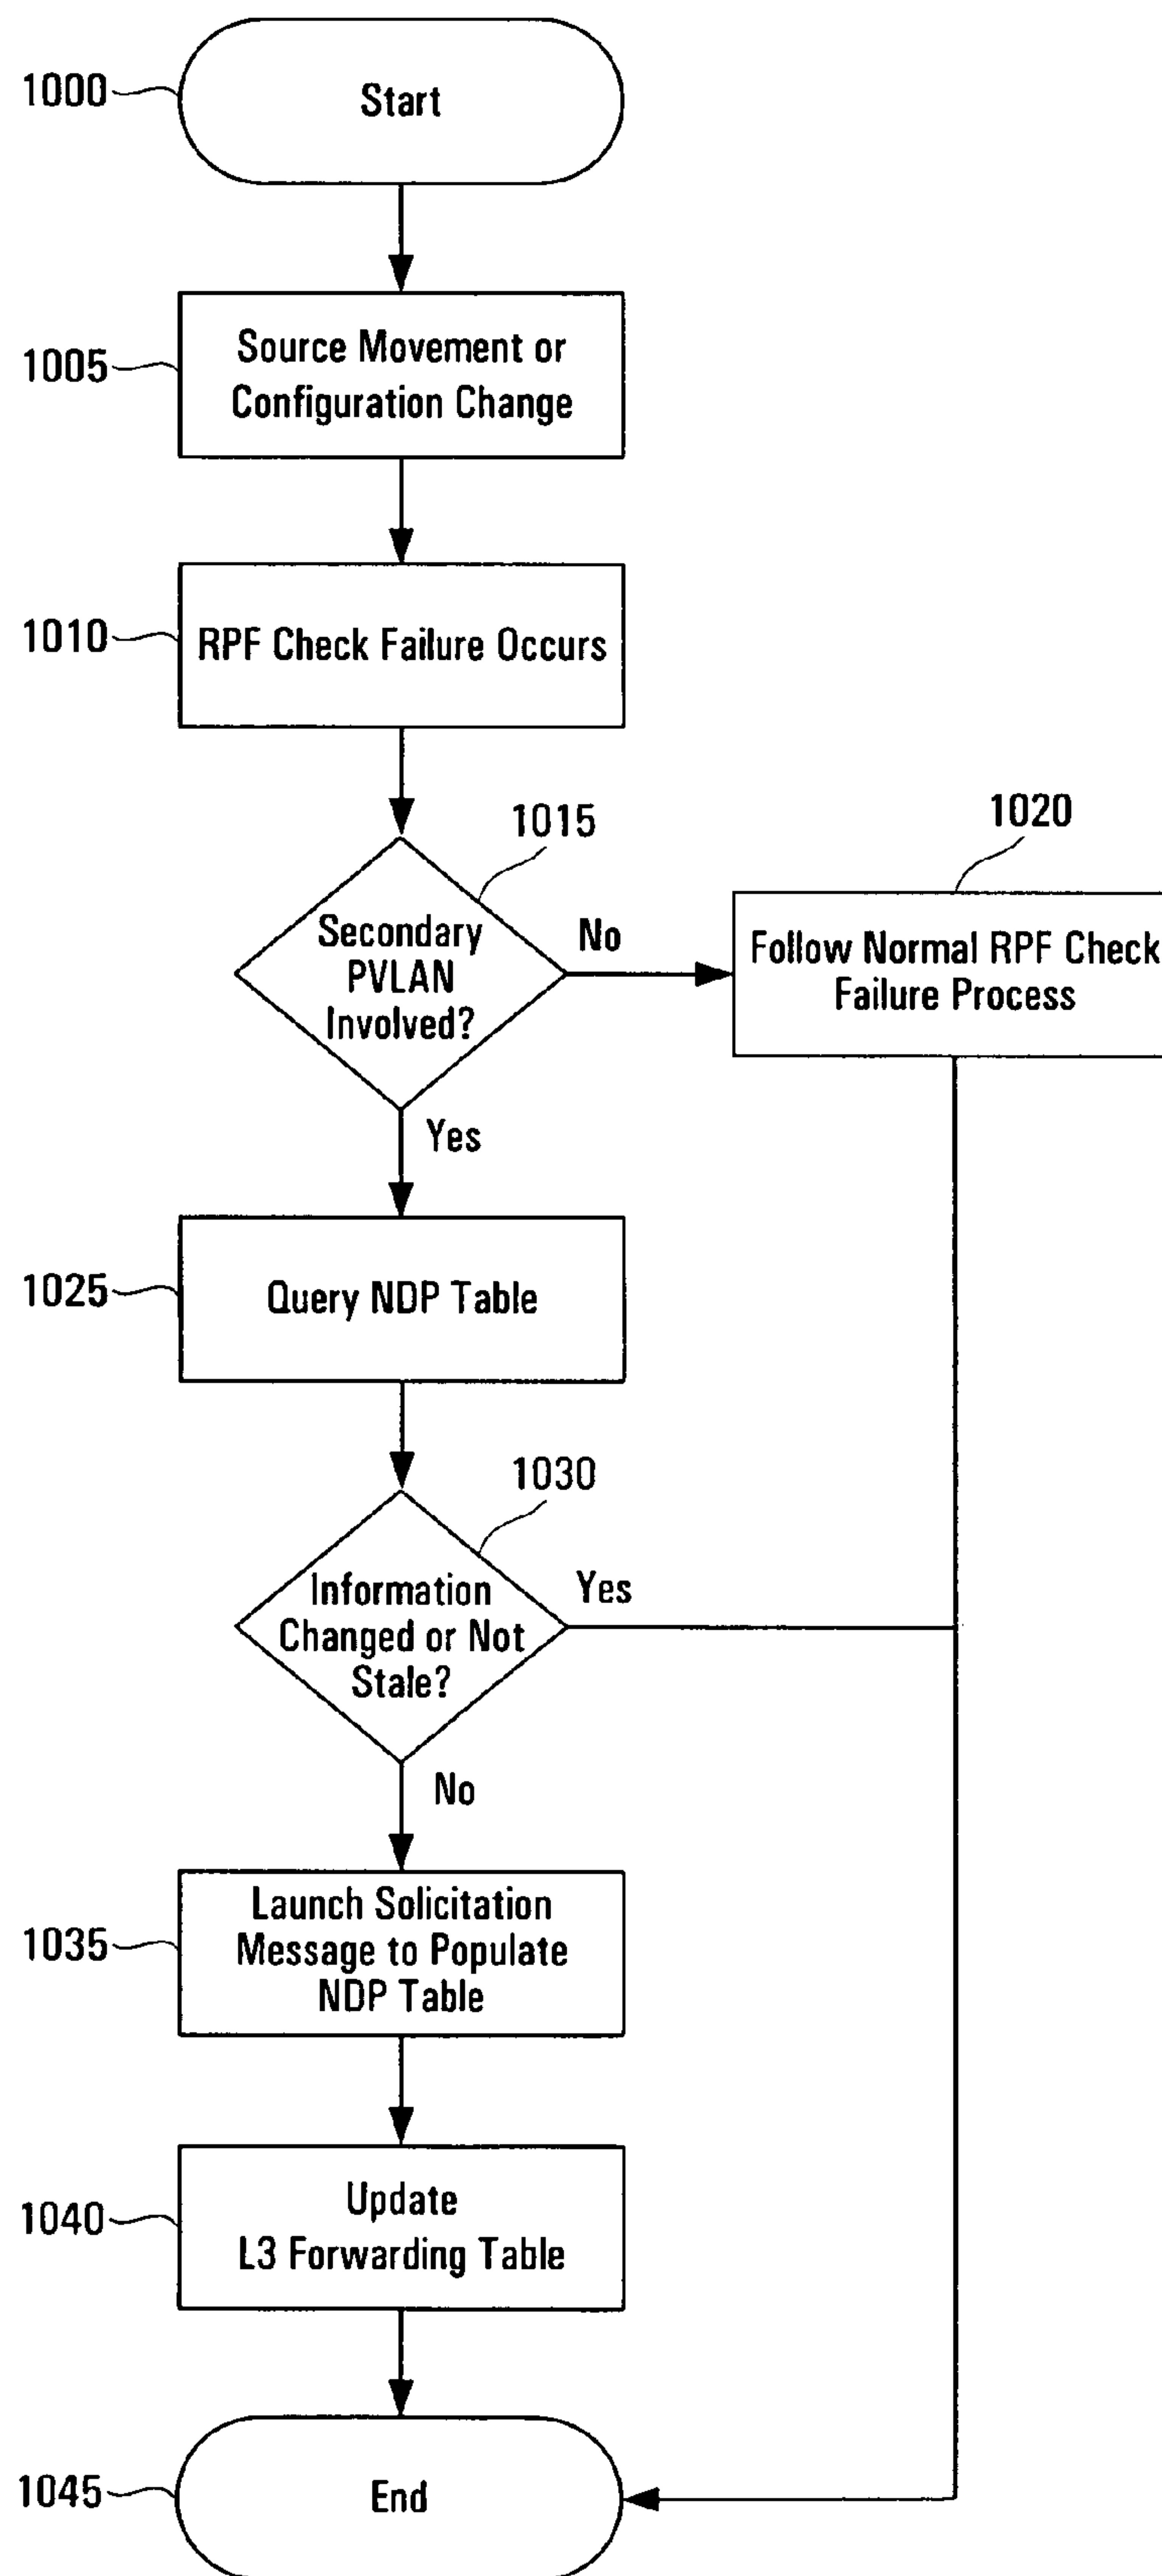 1000
Start
1005
Source Movement or
Configuration Change
1010
RPF Check Failure Occurs
1015
Secondary
PVLAN
Involved?
No
1020
Follow Normal RPF Check
Failure Process
Yes
1025
Query NDP Table
1030
Information
Changed or Not
Stale?
Yes
No
1035
Launch Solicitation
Message to Populate
NDP Table
1040
Update
L3 Forwarding Table
1045
End